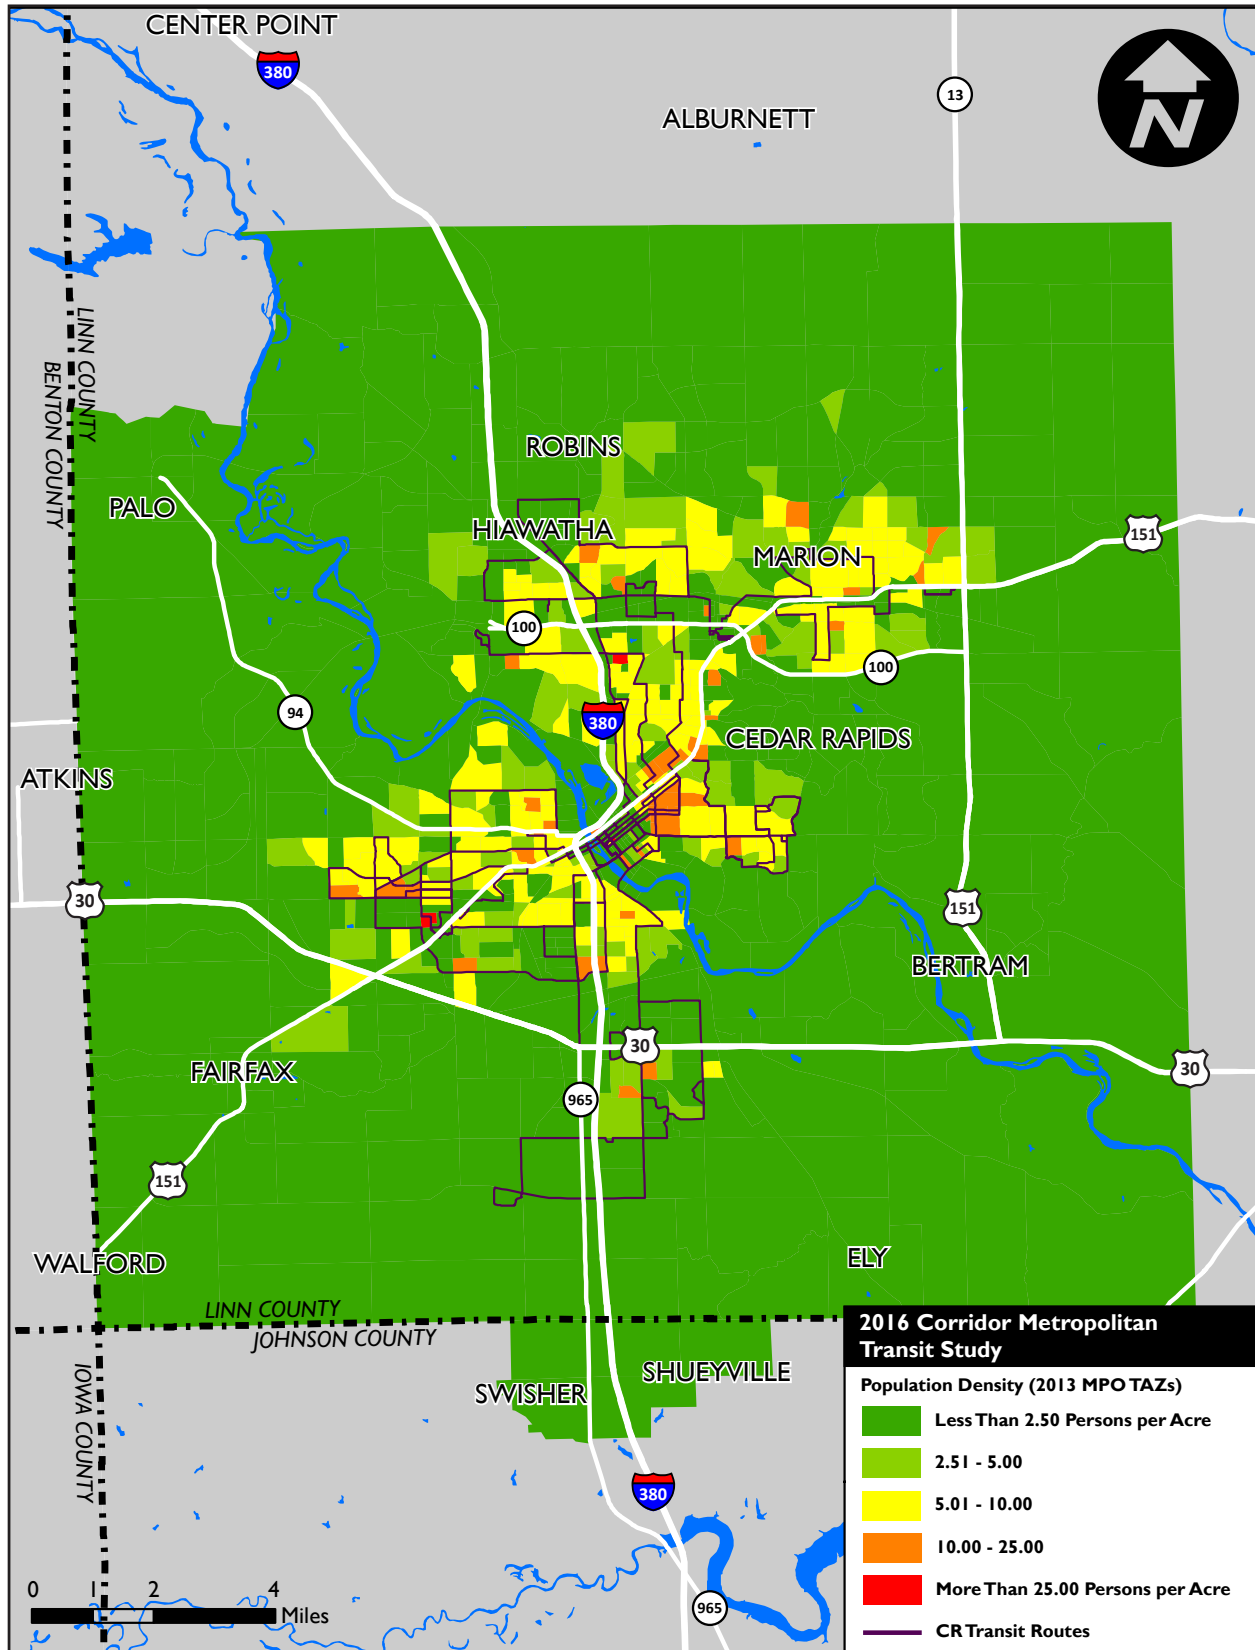 CENTER POINT
380
13
N
ALBURNETT
LINN COUNTY
BENTON COUNTY
ROBINS
PALO
HIAWATHA
MARION
151
100
100
94
380
CEDAR RAPIDS
ATKINS
30
151
BERTRAM
30
FAIRFAX
30
965
151
WALFORD
ELY
LINN COUNTY
JOHNSON COUNTY
IOWA COUNTY
SHUEYVILLE
SWISHER
380
965
0 1 2 4
Miles
2016 Corridor Metropolitan
Transit Study
Population Density (2013 MPO TAZs)
Less Than 2.50 Persons per Acre
2.51 - 5.00
5.01 - 10.00
10.00 - 25.00
More Than 25.00 Persons per Acre
CR Transit Routes